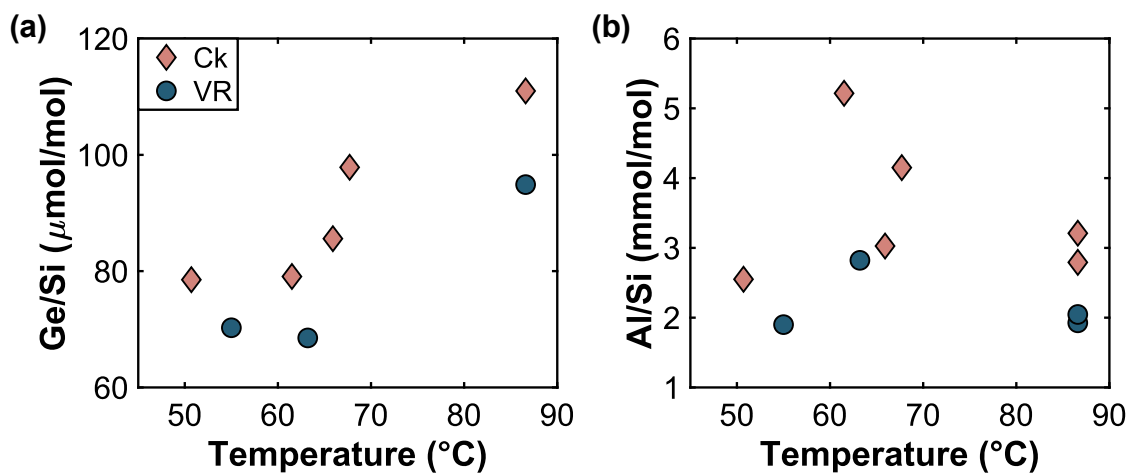 (a)
120
100
80
60
Ge/Si (μmol/mol)
Ck
VR
50 60 70 80 90
Temperature (°C)
(b)
6
5
4
3
2
1
Al/Si (mmol/mol)
50 60 70 80 90
Temperature (°C)